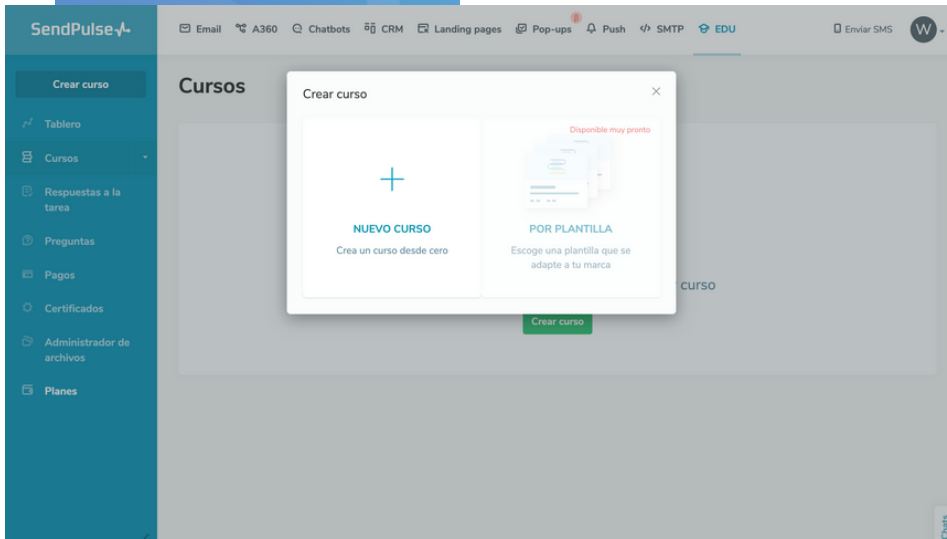 SendPulse
Email A360 Chatbots CRM Landing pages Pop-ups β Push SMTP EDU Enviar SMS W
Crear curso
Tablero
Cursos
Respuestas a la
tarea
Preguntas
Pagos
Certificados
Administrador de
archivos
Planes
Cursos
Crear curso
NUEVO CURSO
Crea un curso desde cero
Disponible muy pronto
POR PLANTILLA
Escoge una plantilla que se
adapte a tu marca
curso
Crear curso
Chats